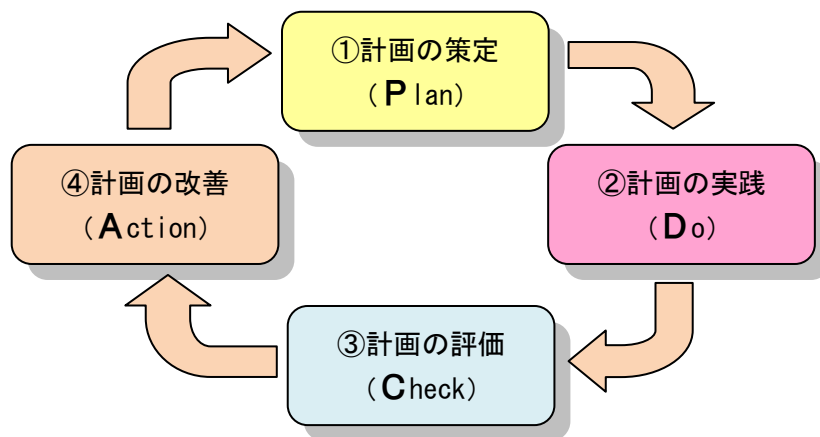 ①計画の策定
（Plan）
②計画の実践
（Do）
③計画の評価
（Check）
④計画の改善
（Action）